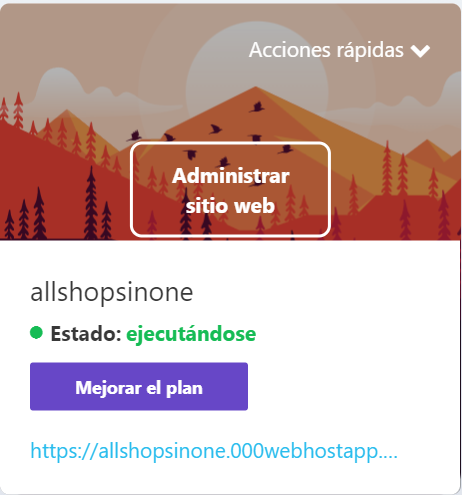 Acciones rápidas
Administrar
sitio web
allshopsinone
Estado: ejecutándose
Mejorar el plan
https://allshopsinone.000webhostapp....